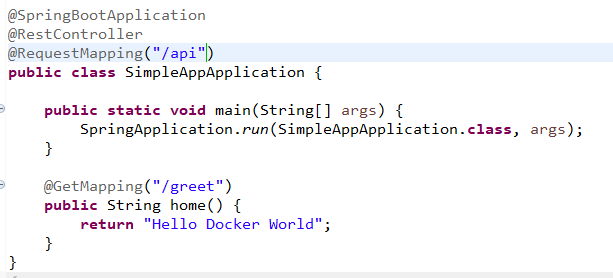 @SpringBootApplication
@RestController
@RequestMapping("/api")
public class SimpleAppApplication {
public static void main(String[] args) {
SpringApplication.run(SimpleAppApplication.class, args);
}
@GetMapping("/greet")
public String home() {
return "Hello Docker World";
}
}